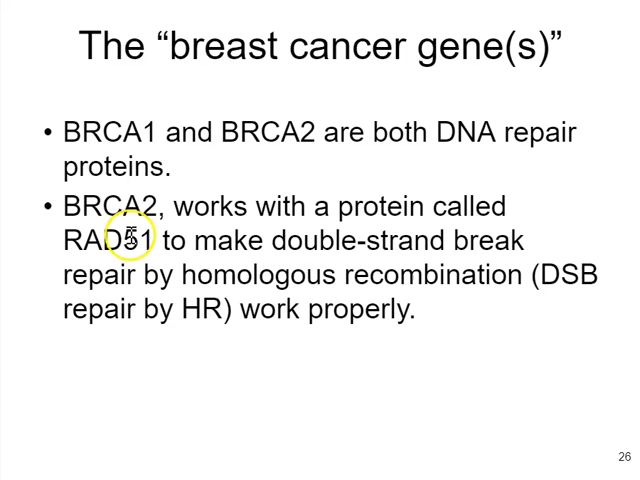 The “breast cancer gene(s)”
• BRCA1 and BRCA2 are both DNA repair
proteins.
• BRCA2, works with a protein called
RAD51 to make double-strand break
repair by homologous recombination (DSB
repair by HR) work properly.
26